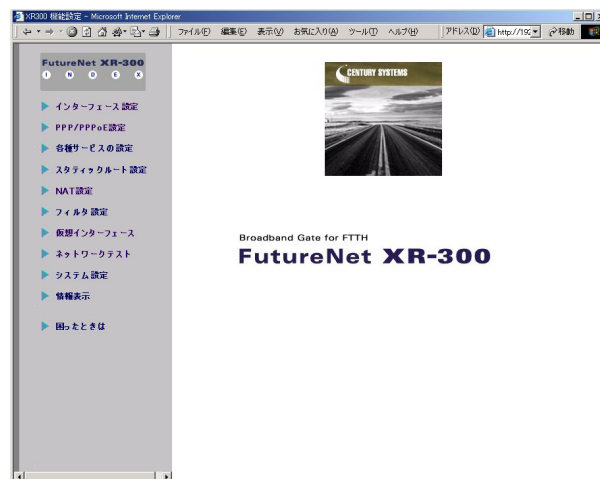 XR300 機能設定 - Microsoft Internet Explorer
ファイル(F) 編集(E) 表示(V) お気に入り(A) ツール(T) ヘルプ(H) アドレス(D) http://192 移動
FutureNet XR-300
I N D E X
インターフェース設定
PPP/PPPoE設定
各種サービスの設定
スタティックルート設定
NAT設定
フィルタ設定
仮想インターフェース
ネットワークテスト
システム設定
情報表示
困ったときは
CENTURY SYSTEMS
Broadband Gate for FTTH
FutureNet XR-300